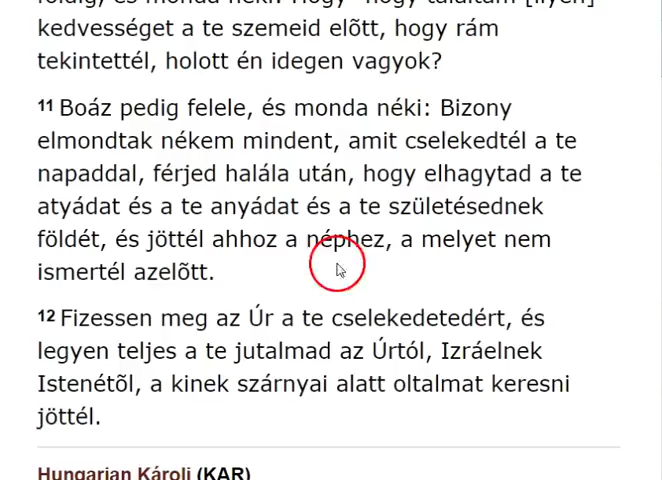 kedvességet a te szemeid elõtt, hogy rám
tekintettél, holott én idegen vagyok?
11 Boáz pedig felele, és monda néki: Bizony
elmondtak nékem mindent, amit cselekedtél a te
napaddal, férjed halála után, hogy elhagytad a te
atyádat és a te anyádat és a te születésednek
földét, és jöttél ahhoz a néphez, a melyet nem
ismertél azelõtt.
12 Fizessen meg az Úr a te cselekedetedért, és
legyen teljes a te jutalmad az Úrtól, Izráelnek
Istenétõl, a kinek szárnyai alatt oltalmat keresni
jöttél.
Hungarian Károli (KAR)